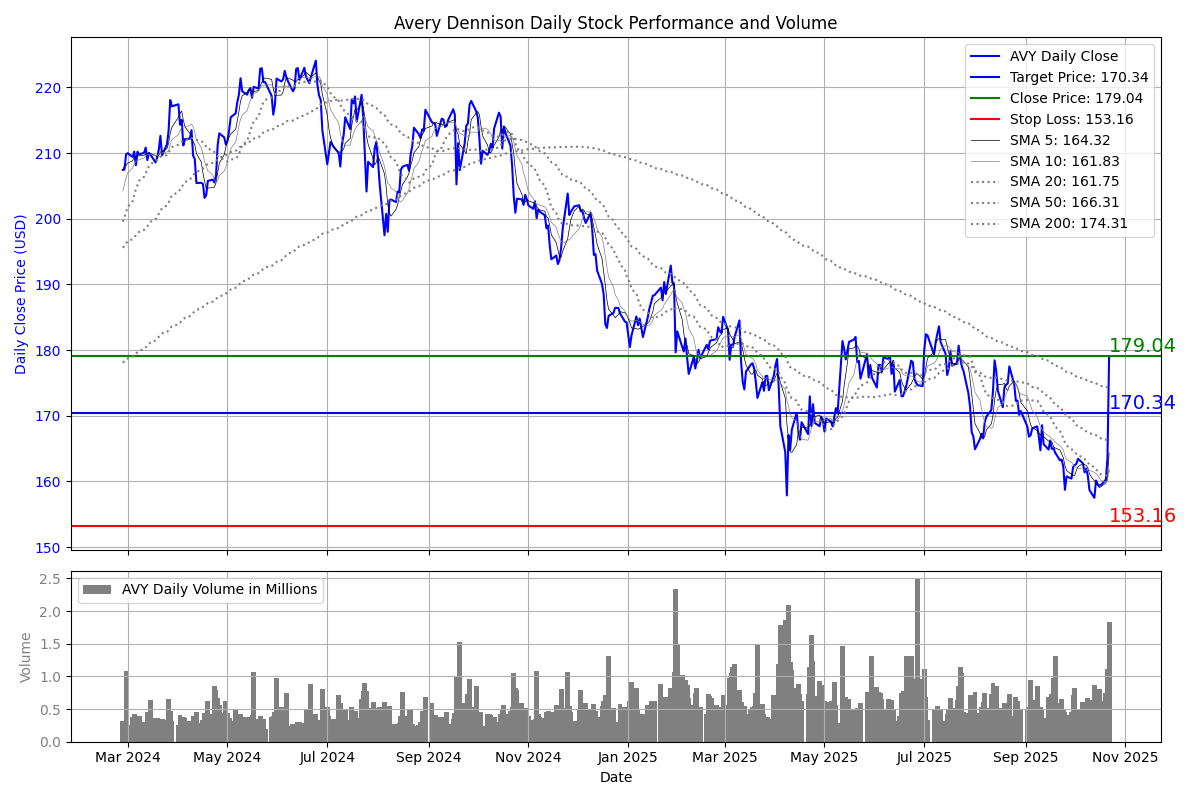 Avery Dennison Daily Stock Performance and Volume
Daily Close Price (USD)
220
210
200
190
180
170
160
150
AVY Daily Close
Target Price: 170.34
Close Price: 179.04
Stop Loss: 153.16
SMA 5: 164.32
SMA 10: 161.83
SMA 20: 161.75
SMA 50: 166.31
SMA 200: 174.31
179.04
170.34
153.16
Volume
2.5
2.0
1.5
1.0
0.5
0.0
AVY Daily Volume in Millions
Mar 2024 May 2024 Jul 2024 Sep 2024 Nov 2024 Jan 2025 Mar 2025 May 2025 Jul 2025 Sep 2025 Nov 2025
Date